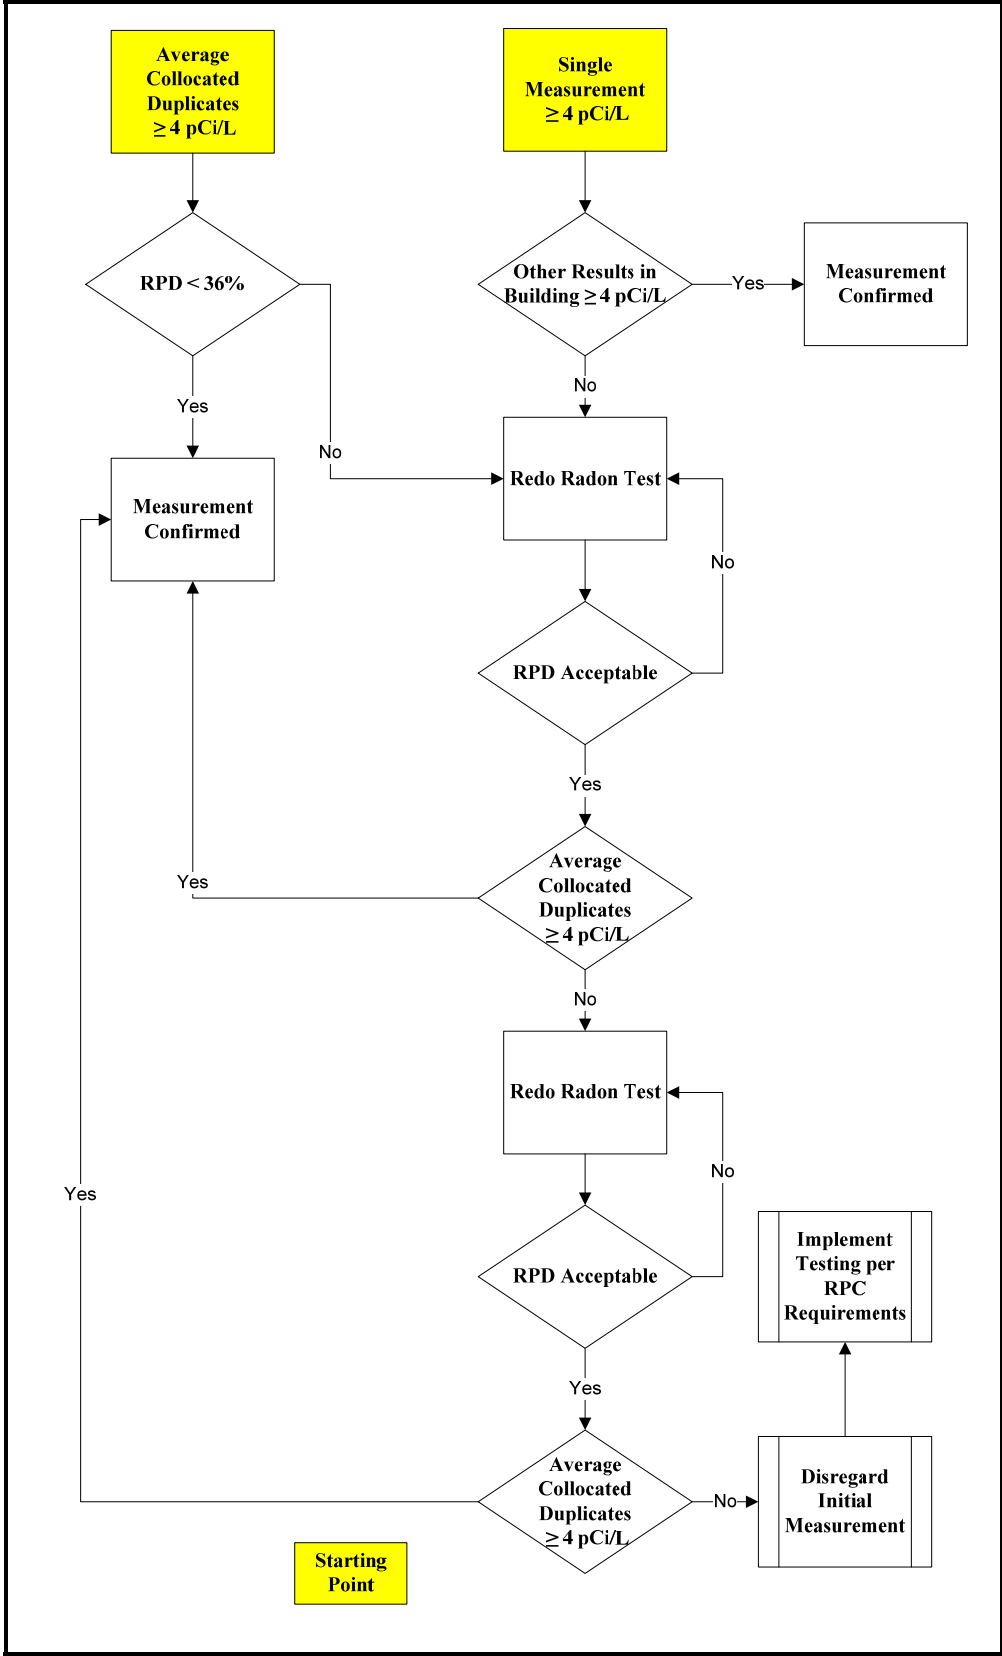 Average
Collocated
Duplicates
≥ 4 pCi/L
Single
Measurement
≥ 4 pCi/L
RPD < 36%
Other Results in
Building ≥ 4 pCi/L
Yes
Measurement
Confirmed
No
Yes
No
Redo Radon Test
Measurement
Confirmed
No
RPD Acceptable
Yes
Average
Collocated
Duplicates
≥ 4 pCi/L
Yes
No
Redo Radon Test
No
Yes
RPD Acceptable
Implement
Testing per
RPC
Requirements
Yes
Average
Collocated
Duplicates
≥ 4 pCi/L
No
Disregard
Initial
Measurement
Starting
Point